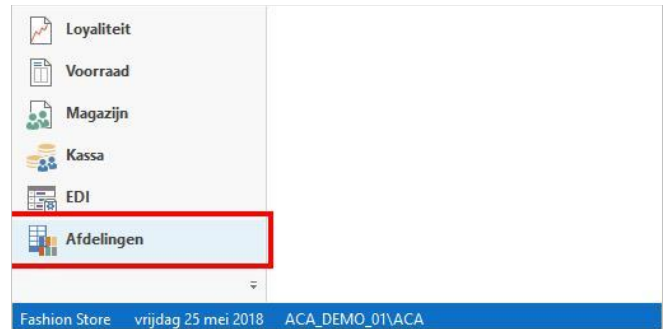 Loyaliteit
Voorraad
Magazijn
Kassa
EDI
Afdelingen
Fashion Store vrijdag 25 mei 2018 ACA_DEMO_01\ACA